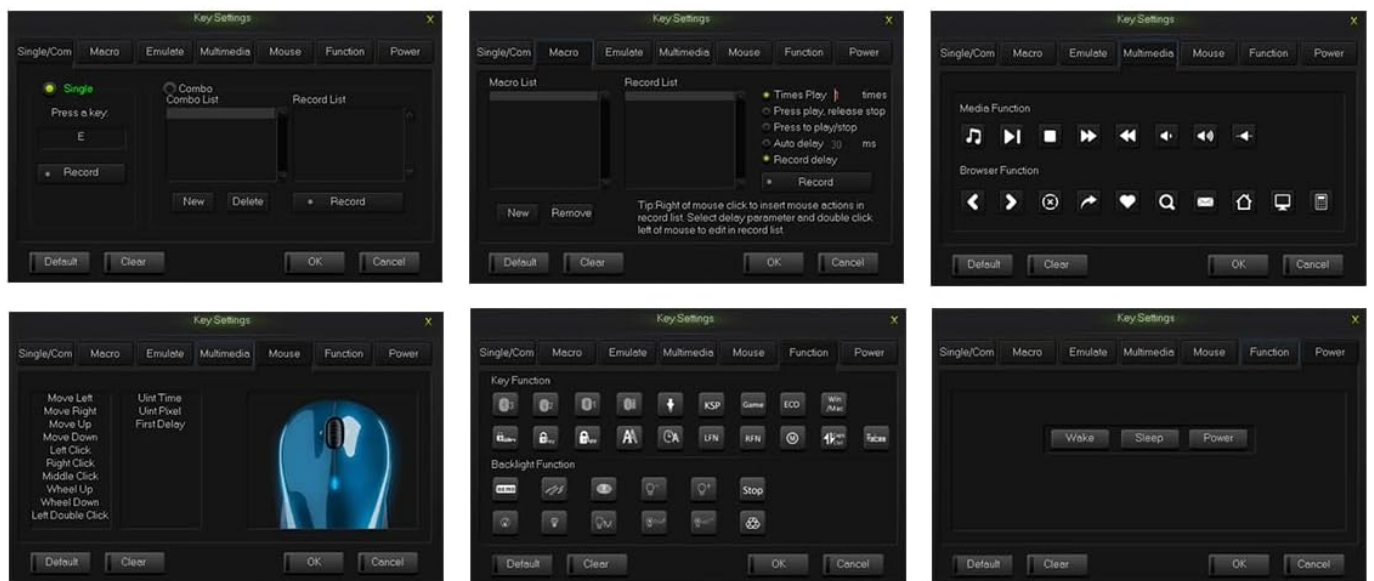 Key Settings X
Single/Com Macro Emulate Multimedia Mouse Function Power
Single
Press a key:
E
Record
Combo
Combo List
Record List
New Delete
Record
Default Clear OK Cancel
Key Settings X
Single/Com Macro Emulate Multimedia Mouse Function Power
Macro List
Record List
Times Play 1 times
Press play, release stop
Press to play/stop
Auto delay 30 ms
Record delay
Record
New Remove
Tip:Right of mouse click to insert mouse actions in
record list. Select delay parameter and double click
left of mouse to edit in record list
Default Clear OK Cancel
Key Settings X
Single/Com Macro Emulate Multimedia Mouse Function Power
Media Function
Browser Function
Default Clear OK Cancel
Key Settings X
Single/Com Macro Emulate Multimedia Mouse Function Power
Move Left
Move Right
Move Up
Move Down
Left Click
Right Click
Middle Click
Wheel Up
Wheel Down
Left Double Click
Uint Time
Uint Pixel
First Delay
Default Clear OK Cancel
Key Settings X
Single/Com Macro Emulate Multimedia Mouse Function Power
Key Function
KSP Game ECO Win
/Mac
LFN RFN
Backlight Function
Stop
Default Clear OK Cancel
Key Settings X
Single/Com Macro Emulate Multimedia Mouse Function Power
Wake Sleep Power
Default Clear OK Cancel